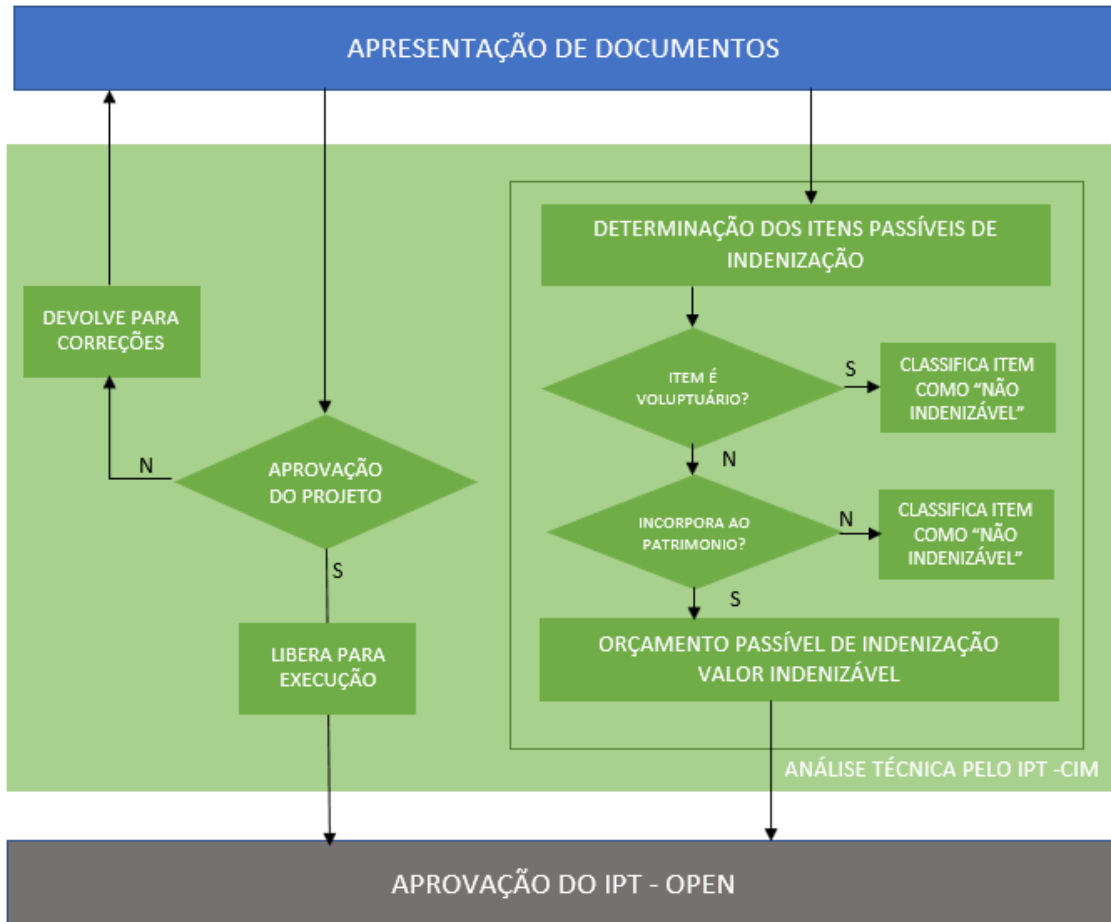 APRESENTAÇÃO DE DOCUMENTOS
DETERMINAÇÃO DOS ITENS PASSÍVEIS DE
INDENIZAÇÃO
DEVOLVE PARA
CORREÇÕES
ITEM É
VOLUPTUÁRIO?
S
CLASSIFICA ITEM
COMO “NÃO
INDENIZÁVEL”
N
N
APROVAÇÃO
DO PROJETO
INCORPORA AO
PATRIMONIO?
N
CLASSIFICA ITEM
COMO “NÃO
INDENIZÁVEL”
S
S
LIBERA PARA
EXECUÇÃO
ORÇAMENTO PASSÍVEL DE INDENIZAÇÃO
VALOR INDENIZÁVEL
ANÁLISE TÉCNICA PELO IPT -CIM
APROVAÇÃO DO IPT - OPEN